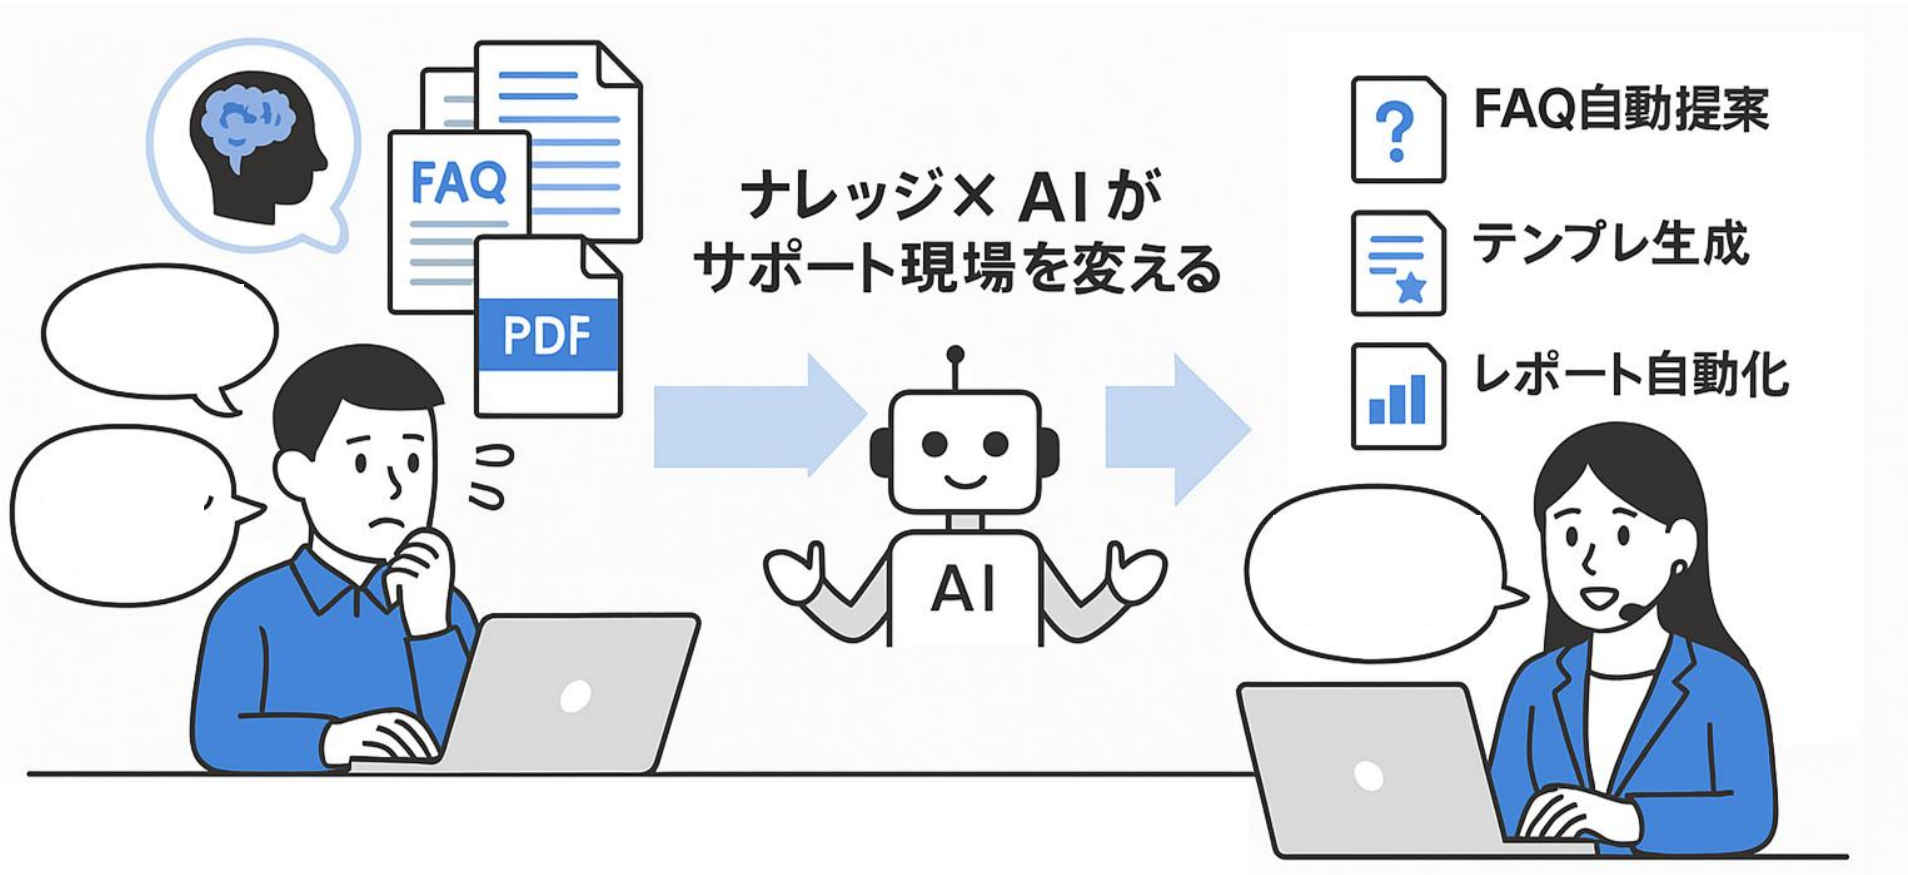 FAQ
PDF
ナレッジ×AIが
サポート現場を変える
AI
FAQ自動提案
テンプレ生成
レポート自動化